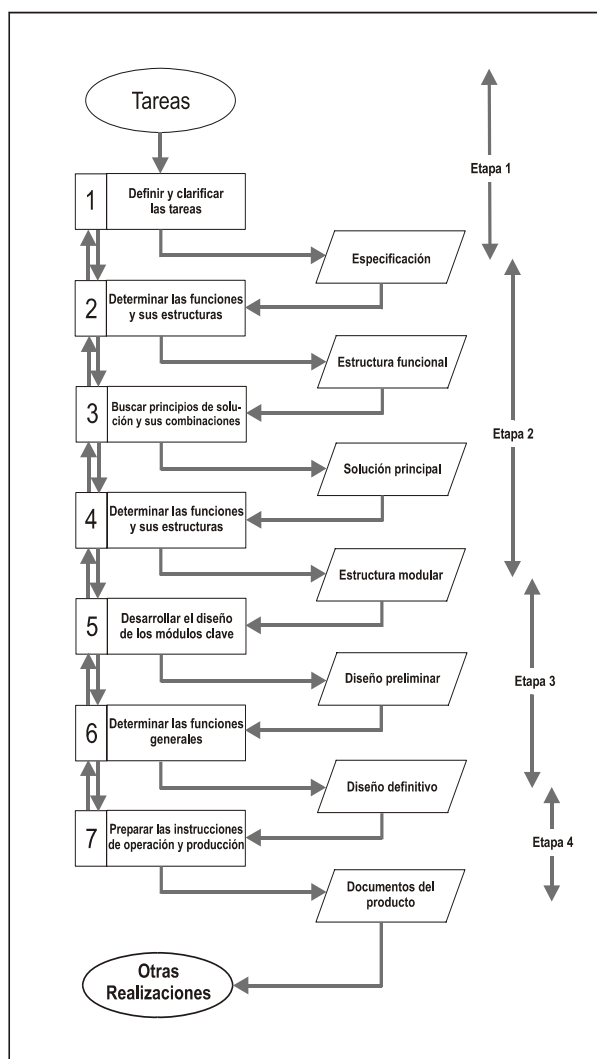 Tareas
Etapa 1
1
Definir y clarificar
las tareas
Especificación
2
Determinar las funciones
y sus estructuras
Estructura funcional
3
Buscar principios de solu-
ción y sus combinaciones
Etapa 2
Solución principal
4
Determinar las funciones
y sus estructuras
Estructura modular
5
Desarrollar el diseño
de los módulos clave
Diseño preliminar
Etapa 3
6
Determinar las funciones
generales
Diseño definitivo
7
Preparar las instrucciones
de operación y producción
Etapa 4
Documentos del
producto
Otras
Realizaciones